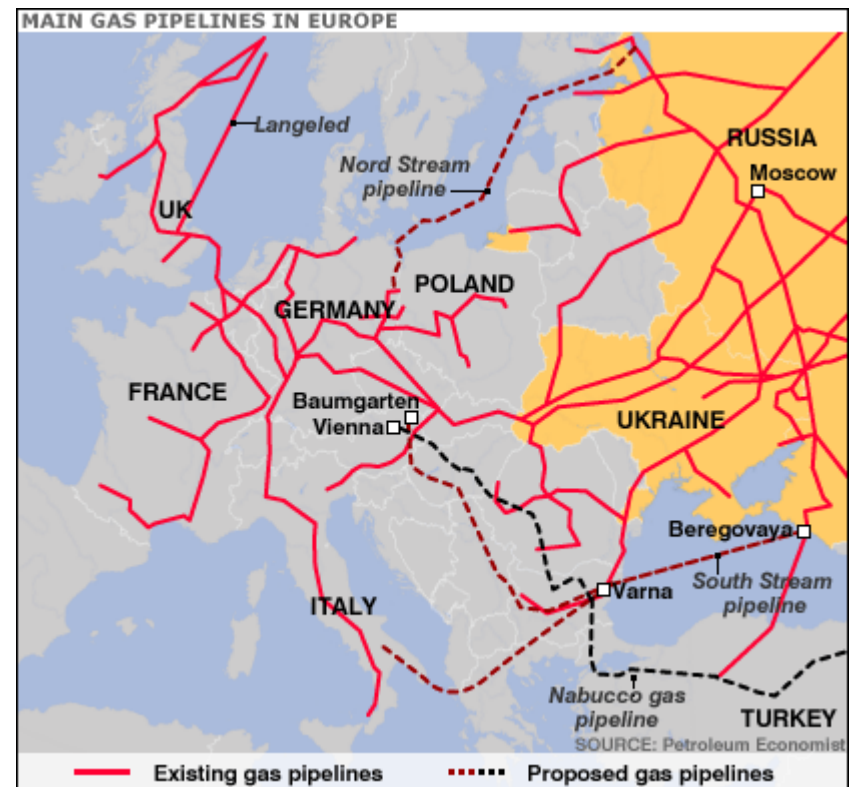 MAIN GAS PIPELINES IN EUROPE
Langeled
RUSSIA
Nord Stream
pipeline
Moscow
UK
POLAND
GERMANY
FRANCE
Baumgarten
Vienna
UKRAINE
Beregovaya
South Stream
pipeline
Varna
ITALY
Nabucco gas
pipeline
TURKEY
SOURCE: Petroleum Economist
Existing gas pipelines
Proposed gas pipelines